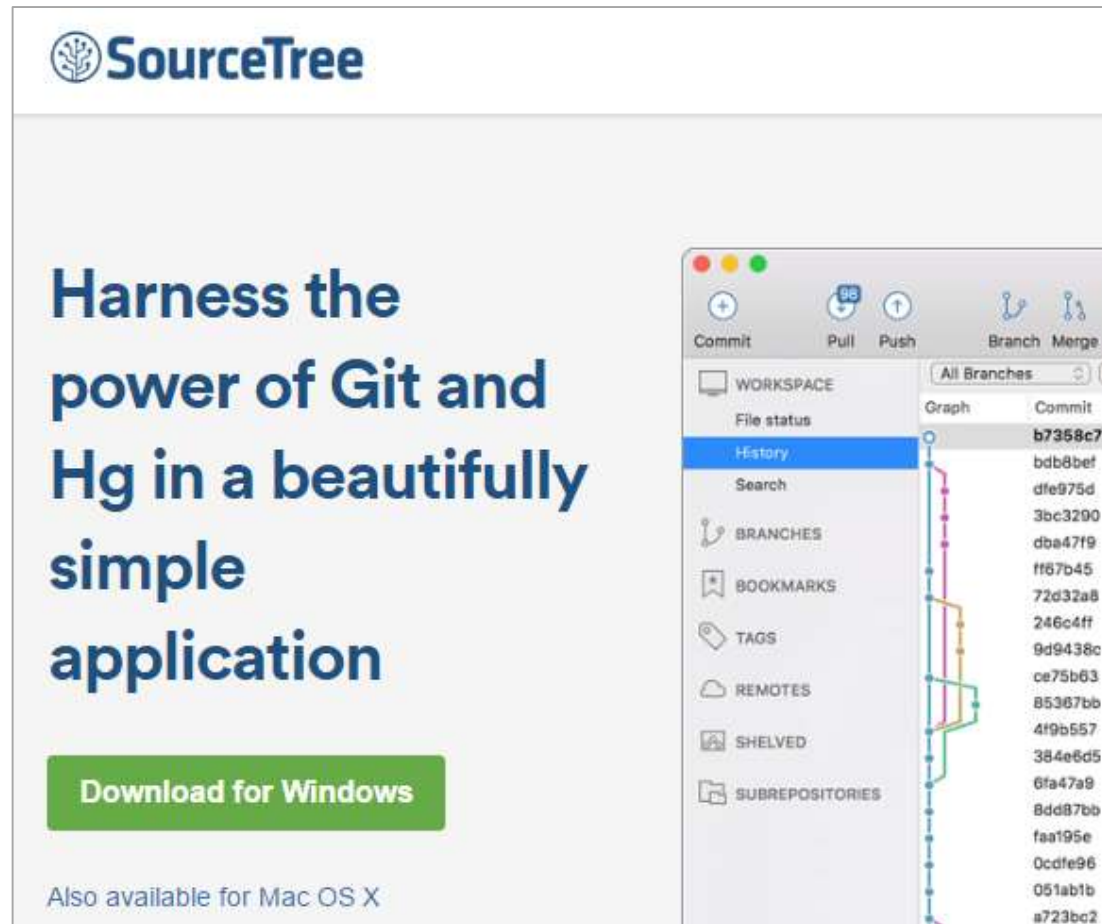 SourceTree
Harness the
power of Git and
Hg in a beautifully
simple
application
Download for Windows
Also available for Mac OS X
98
Commit Pull Push Branch Merge
WORKSPACE
File status
History
Search
BRANCHES
BOOKMARKS
TAGS
REMOTES
SHELVED
SUBREPOSITORIES
All Branches
Graph Commit
b7358c7
bdb8bef
dfe975d
3bc3290
dba47f9
ff67b45
72d32a8
246c4ff
9d9438c
ce75b63
85367bb
4f9b557
384e6d5
6fa47a9
8dd87bb
faa195e
0cdfe96
051ab1b
a723bc2